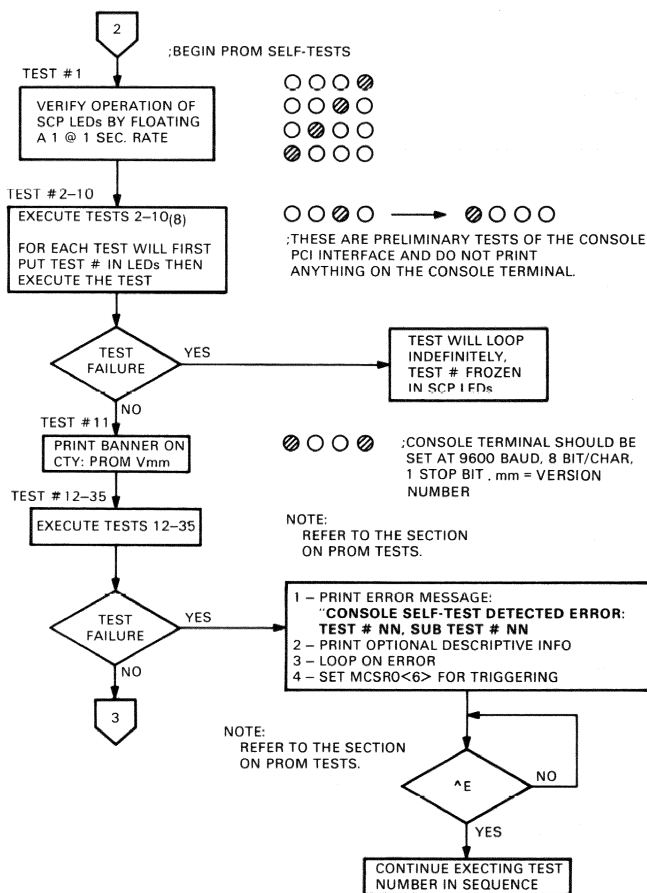 2
;BEGIN PROM SELF-TESTS
TEST #1
VERIFY OPERATION OF
SCP LEDs BY FLOATING
A 1 @ 1 SEC. RATE
TEST #2–10
EXECUTE TESTS 2–10(8)
FOR EACH TEST WILL FIRST
PUT TEST # IN LEDs THEN
EXECUTE THE TEST
;THESE ARE PRELIMINARY TESTS OF THE CONSOLE
PCI INTERFACE AND DO NOT PRINT
ANYTHING ON THE CONSOLE TERMINAL.
TEST
FAILURE
YES
TEST WILL LOOP
INDEFINITELY,
TEST # FROZEN
IN SCP LEDs
NO
TEST #11
PRINT BANNER ON
CTY: PROM Vmm
;CONSOLE TERMINAL SHOULD BE
SET AT 9600 BAUD, 8 BIT/CHAR,
1 STOP BIT , mm = VERSION
NUMBER
TEST #12–35
EXECUTE TESTS 12–35
NOTE:
REFER TO THE SECTION
ON PROM TESTS.
TEST
FAILURE
YES
1 – PRINT ERROR MESSAGE:
"CONSOLE SELF-TEST DETECTED ERROR:
TEST # NN, SUB TEST # NN
2 – PRINT OPTIONAL DESCRIPTIVE INFO
3 – LOOP ON ERROR
4 – SET MCSR0<6> FOR TRIGGERING
NO
3
NOTE:
REFER TO THE SECTION
ON PROM TESTS.
^E
NO
YES
CONTINUE EXECTING TEST
NUMBER IN SEQUENCE